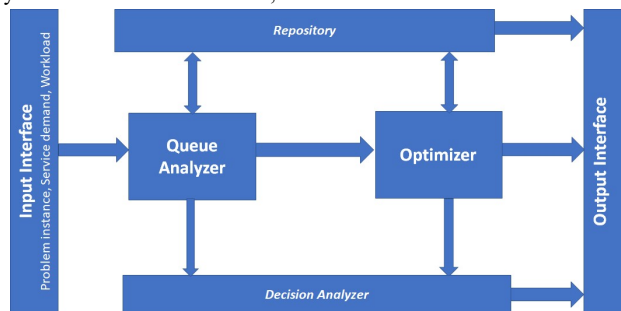 Repository
Input Interface
Problem instance, Service demand, Workload
Queue
Analyzer
Optimizer
Output Interface
Decision Analyzer